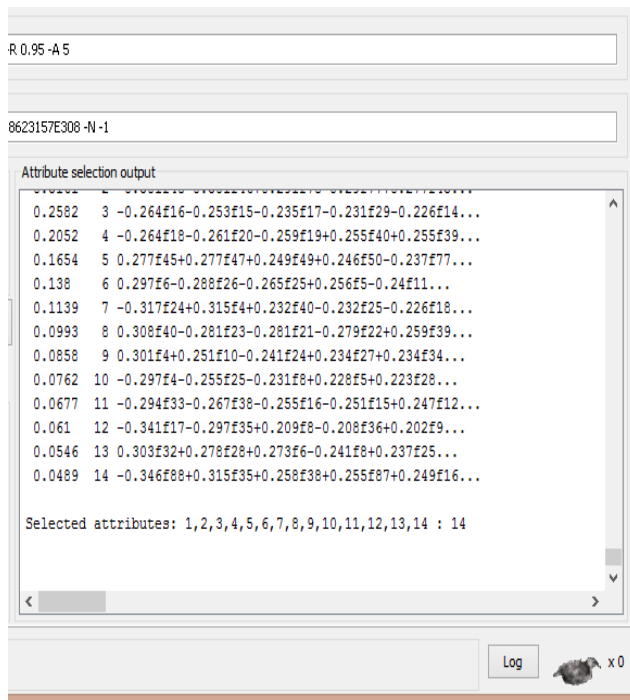 -R 0.95 -A 5
8623157E308 -N -1
Attribute selection output
0.2582 3 -0.264f16-0.253f15-0.235f17-0.231f29-0.226f14...
0.2052 4 -0.264f18-0.261f20-0.259f19+0.255f40+0.255f39...
0.1654 5 0.277f45+0.277f47+0.249f49+0.246f50-0.237f77...
0.138 6 0.297f6-0.288f26-0.265f25+0.256f5-0.24f11...
0.1139 7 -0.317f24+0.315f4+0.232f40-0.232f25-0.226f18...
0.0993 8 0.308f40-0.281f23-0.281f21-0.279f22+0.259f39...
0.0858 9 0.301f4+0.251f10-0.241f24+0.234f27+0.234f34...
0.0762 10 -0.297f4-0.255f25-0.231f8+0.228f5+0.223f28...
0.0677 11 -0.294f33-0.267f38-0.255f16-0.251f15+0.247f12...
0.061 12 -0.341f17-0.297f35+0.209f8-0.208f36+0.202f9...
0.0546 13 0.303f32+0.278f28+0.273f6-0.241f8+0.237f25...
0.0489 14 -0.346f88+0.315f35+0.258f38+0.255f87+0.249f16...
Selected attributes: 1,2,3,4,5,6,7,8,9,10,11,12,13,14 : 14
Log
x 0